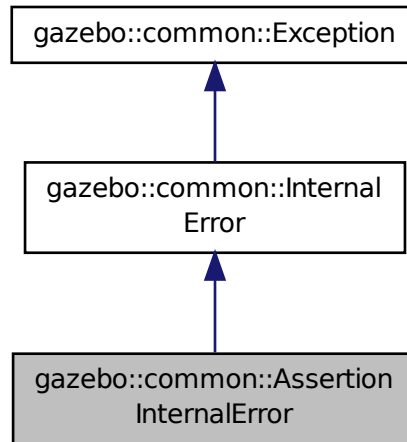 gazebo::common::Exception
gazebo::common::Internal
Error
gazebo::common::Assertion
InternalError